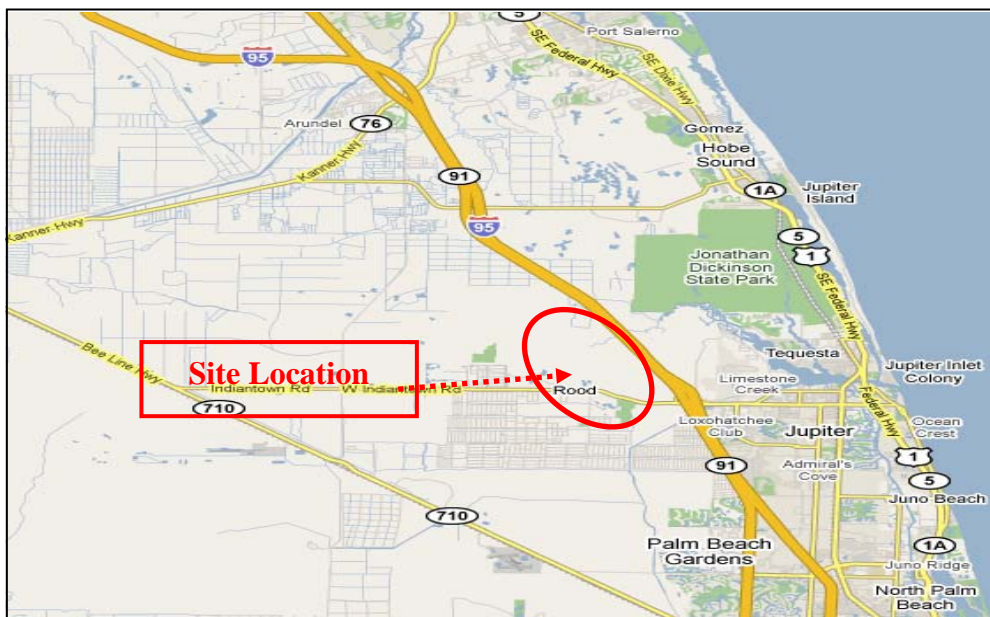 5
Port Salerno
95
SE Federal Hwy
SE Dixie Hwy
Arundel
76
Kanner Hwy
Gomez
Hobe
Sound
91
1A
Jupiter
Island
95
Kanner Hwy
5
1
Jonathan
Dickinson
State Park
SE Federal Hwy
Bee Line Hwy
Site Location
Tequesta
Jupiter Inlet
Colony
Indiantown Rd
W Indiantown Rd
Rood
Limestone
Creek
710
Federal Hwy
Loxohatchee
Club
Jupiter
Ocean
Crest
91
Admiral's
Cove
1
5
Juno Beach
710
Palm Beach
Gardens
1A
Juno Ridge
North Palm
Beach